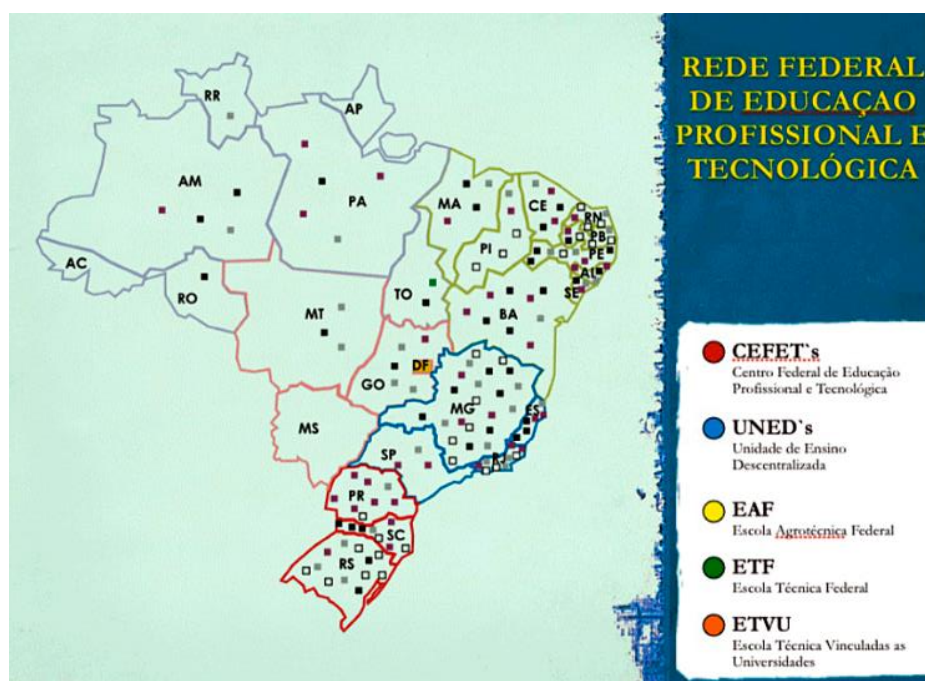 REDE FEDERAL
DE EDUCAÇAO
PROFISSIONAL E
TECNOLÓGICA
RR
AP
AM
PA
MA
CE
RN
PB
PI
PE
AL
AC
RO
TO
SE
MT
BA
DF
GO
MG
ES
MS
SP
RJ
PR
SC
RS
CEFET`s
Centro Federal de Educação
Profissional e Tecnológica
UNED`s
Unidade de Ensino
Descentralizada
EAF
Escola Agrotécnica Federal
ETF
Escola Técnica Federal
ETVU
Escola Técnica Vinculadas as
Universidades